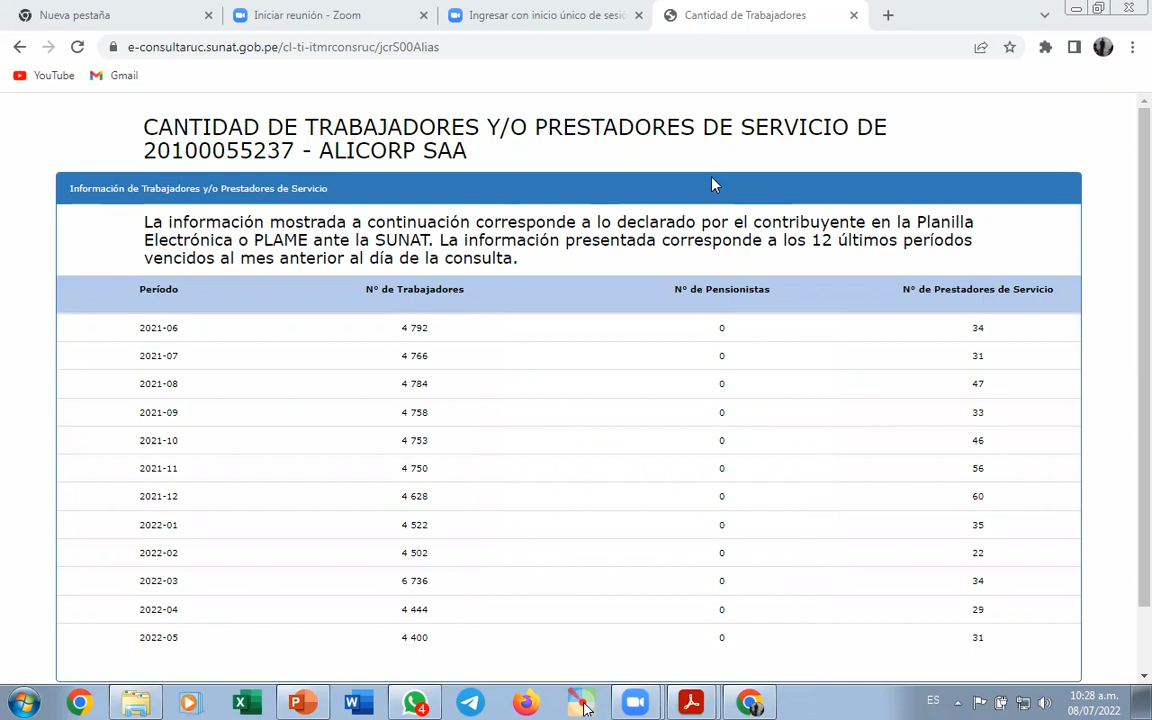 Nueva pestaña
Iniciar reunión - Zoom
Ingresar con inicio único de sesi
Cantidad de Trabajadores
e-consultaruc.sunat.gob.pe/cl-ti-itmrconsruc/jcrS00Alias
YouTube
Gmail
CANTIDAD DE TRABAJADORES Y/O PRESTADORES DE SERVICIO DE
20100055237 - ALICORP SAA
Información de Trabajadores y/o Prestadores de Servicio
La información mostrada a continuación corresponde a lo declarado por el contribuyente en la Planilla
Electrónica o PLAME ante la SUNAT. La información presentada corresponde a los 12 últimos períodos
vencidos al mes anterior al día de la consulta.
Período N° de Trabajadores N° de Pensionistas N° de Prestadores de Servicio
2021-06 4 792 0 34
2021-07 4 766 0 31
2021-08 4 784 0 47
2021-09 4 758 0 33
2021-10 4 753 0 46
2021-11 4 750 0 56
2021-12 4 628 0 60
2022-01 4 522 0 35
2022-02 4 502 0 22
2022-03 6 736 0 34
2022-04 4 444 0 29
2022-05 4 400 0 31
4
ES
10:28 a.m.
08/07/2022